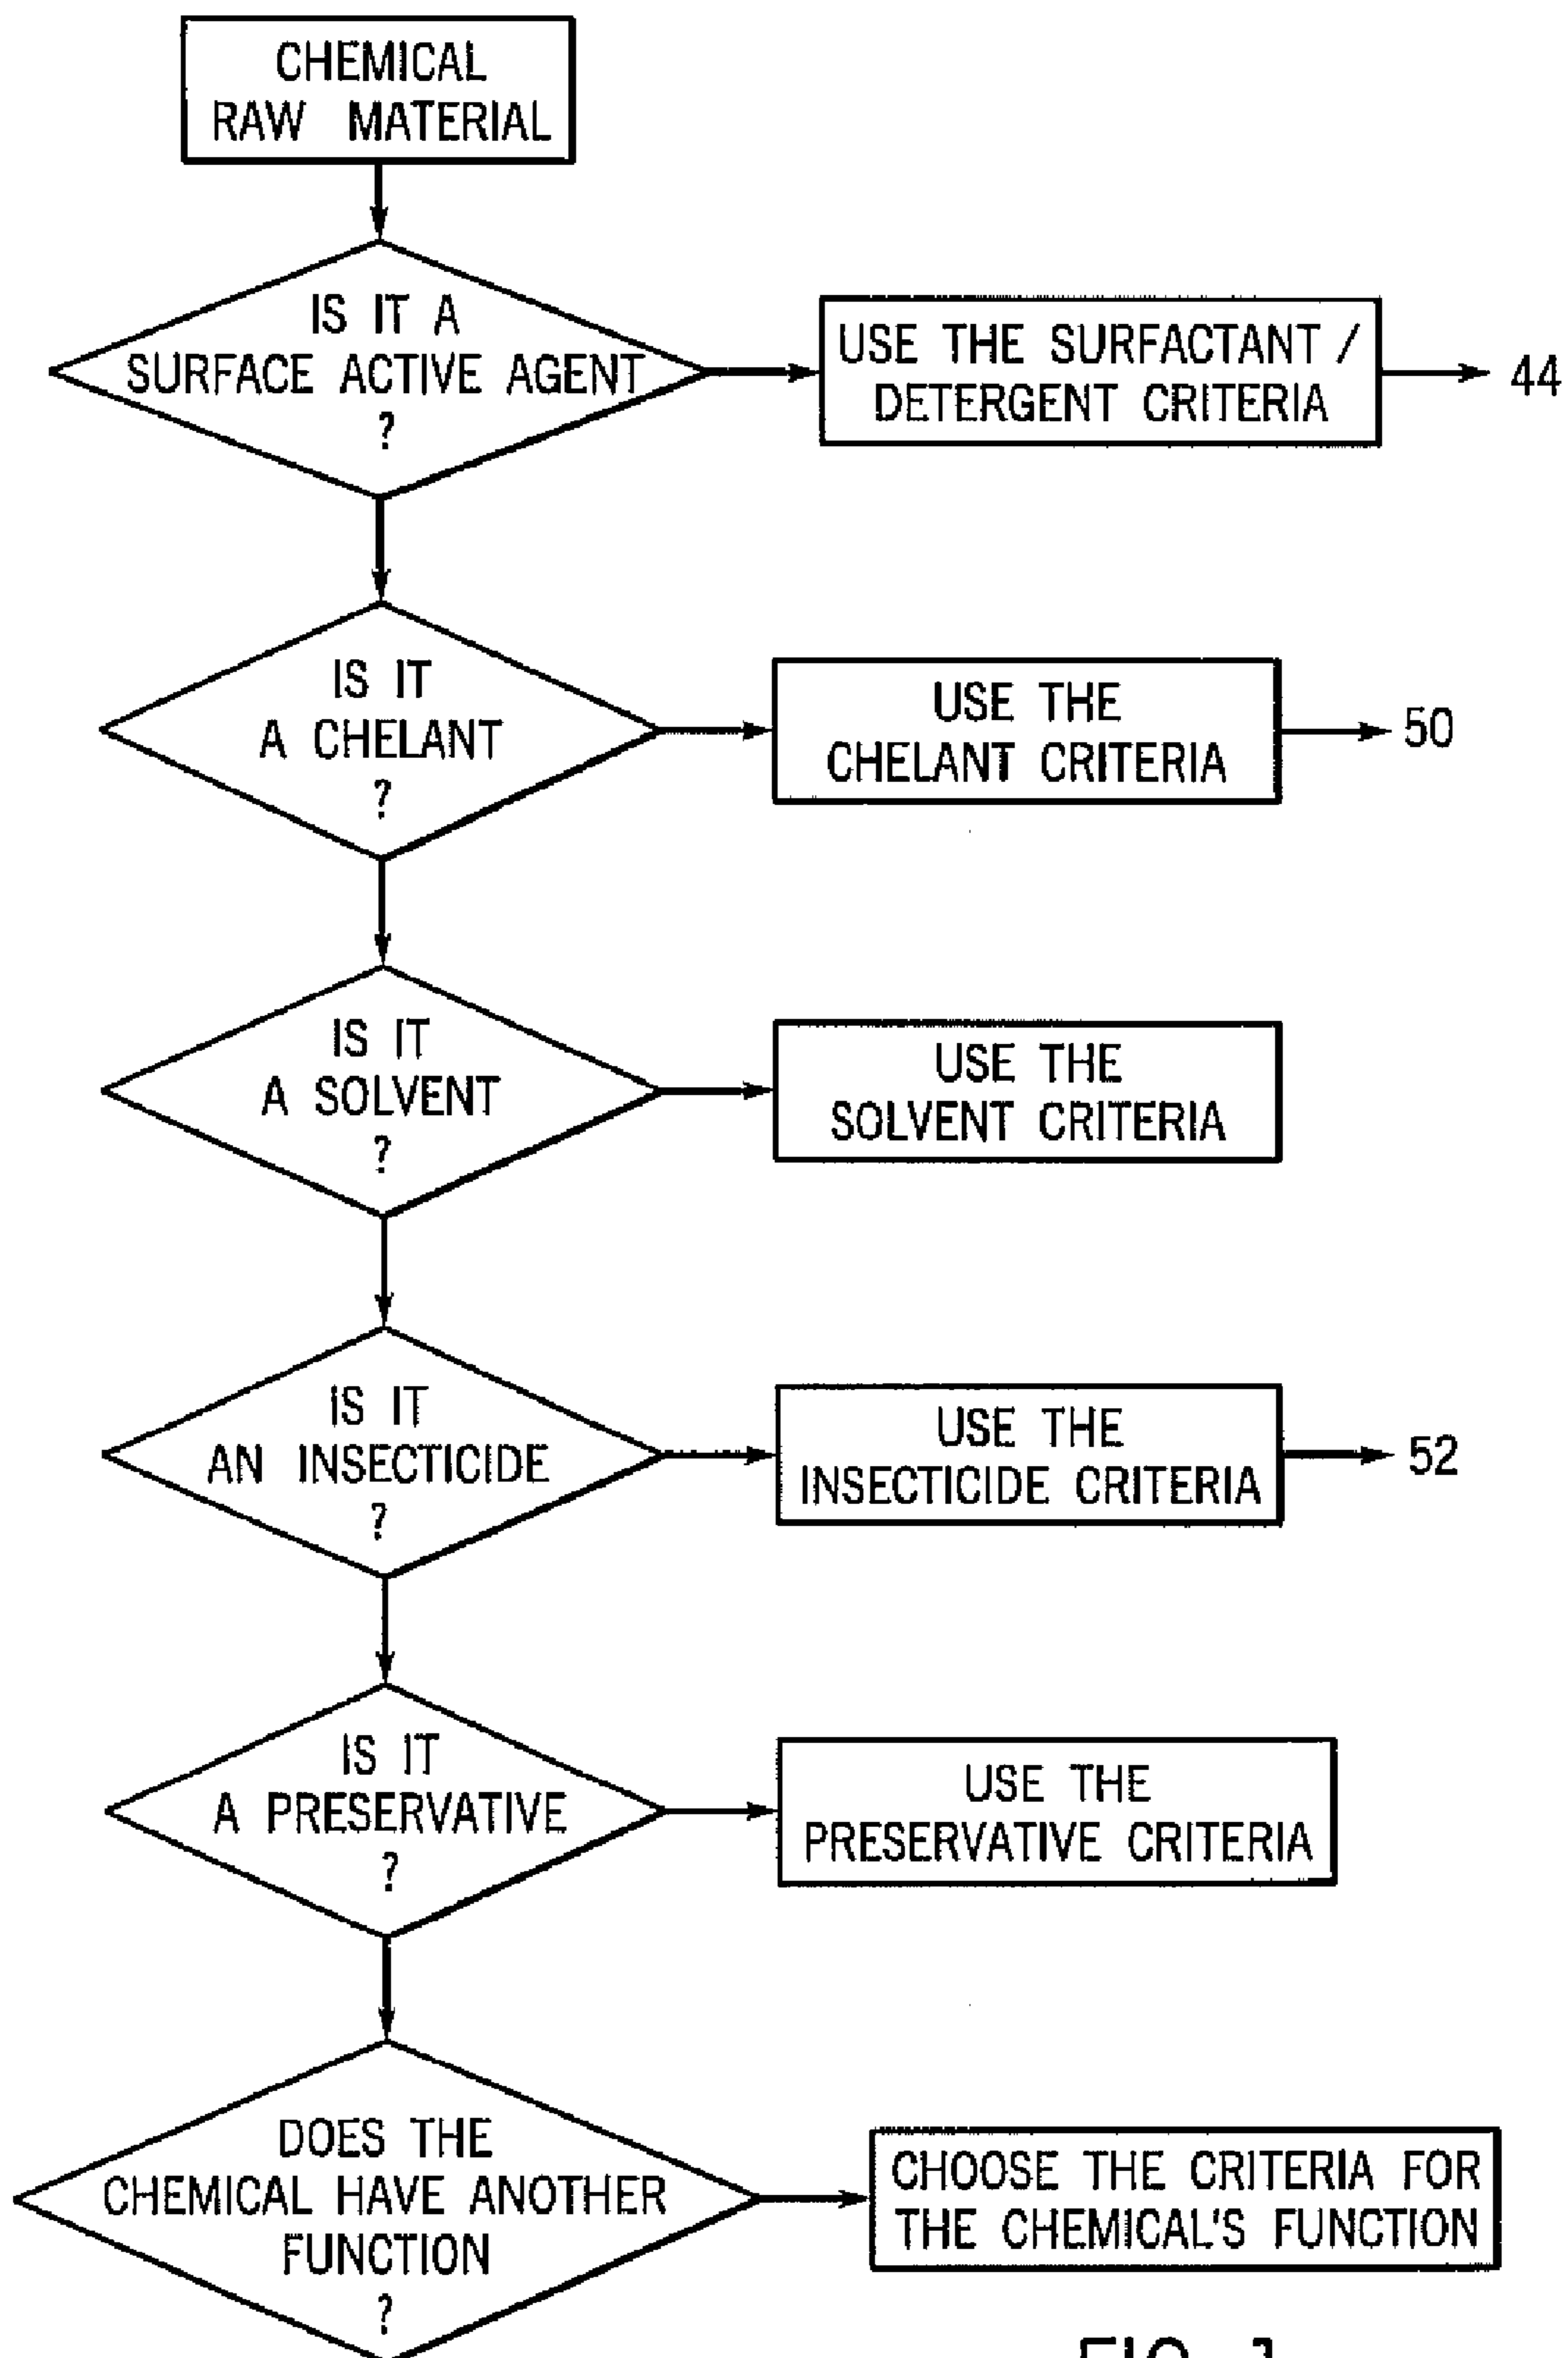 CHEMICAL
RAW MATERIAL
IS IT A
SURFACE ACTIVE AGENT
?
USE THE SURFACTANT /
DETERGENT CRITERIA
44
IS IT
A CHELANT
?
USE THE
CHELANT CRITERIA
50
IS IT
A SOLVENT
?
USE THE
SOLVENT CRITERIA
IS IT
AN INSECTICIDE
?
USE THE
INSECTICIDE CRITERIA
52
IS IT
A PRESERVATIVE
?
USE THE
PRESERVATIVE CRITERIA
DOES THE
CHEMICAL HAVE ANOTHER
FUNCTION
?
CHOOSE THE CRITERIA FOR
THE CHEMICAL'S FUNCTION